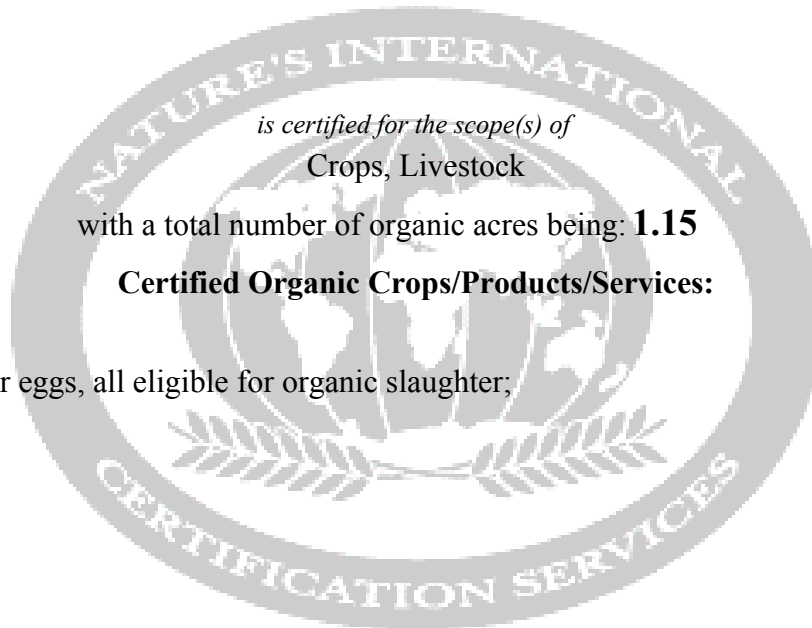 NATURE'S INTERNATIONAL
is certified for the scope(s) of
Crops, Livestock
with a total number of organic acres being: 1.15
Certified Organic Crops/Products/Services:
r eggs, all eligible for organic slaughter;
CERTIFICATION SERVICES